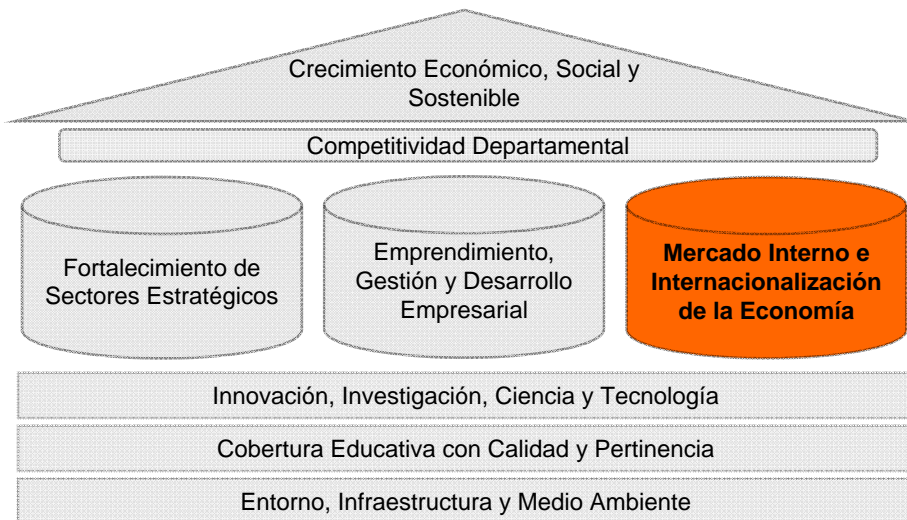 Crecimiento Económico, Social y
Sostenible
Competitividad Departamental
Fortalecimiento de
Sectores Estratégicos
Emprendimiento,
Gestión y Desarrollo
Empresarial
Mercado Interno e
Internacionalización
de la Economía
Innovación, Investigación, Ciencia y Tecnología
Cobertura Educativa con Calidad y Pertinencia
Entorno, Infraestructura y Medio Ambiente